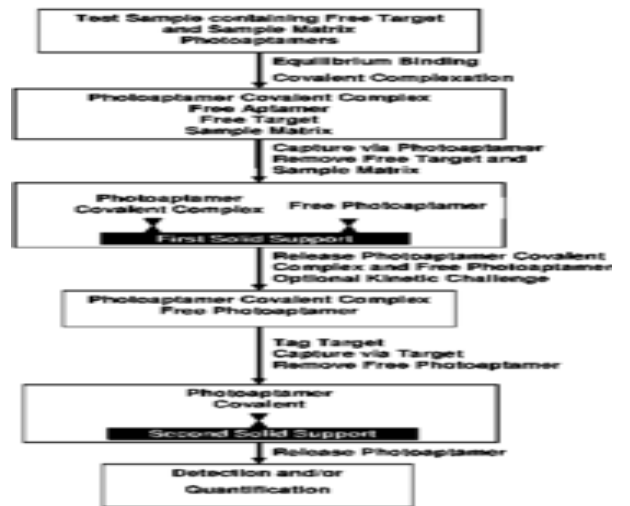 Test Sample containing Free Target
and Sample Matrix
Photoaptamers
Equilibrium Binding
Covalent Complexation
Photoaptamer Covalent Complex
Free Aptamer
Free Target
Sample Matrix
Capture via Photoaptamer
Remove Free Target and
Sample Matrix
Photoaptamer
Covalent Complex
Free Photoaptamer
First Solid Support
Release Photoaptamer Covalent
Complex and Free Photoaptamer
Optional Kinetic Challenge
Photoaptamer Covalent Complex
Free Photoaptamer
Tag Target
Capture via Target
Remove Free Photoaptamer
Photoaptamer
Covalent
Second Solid Support
Release Photoaptamer
Detection and/or
Quantification